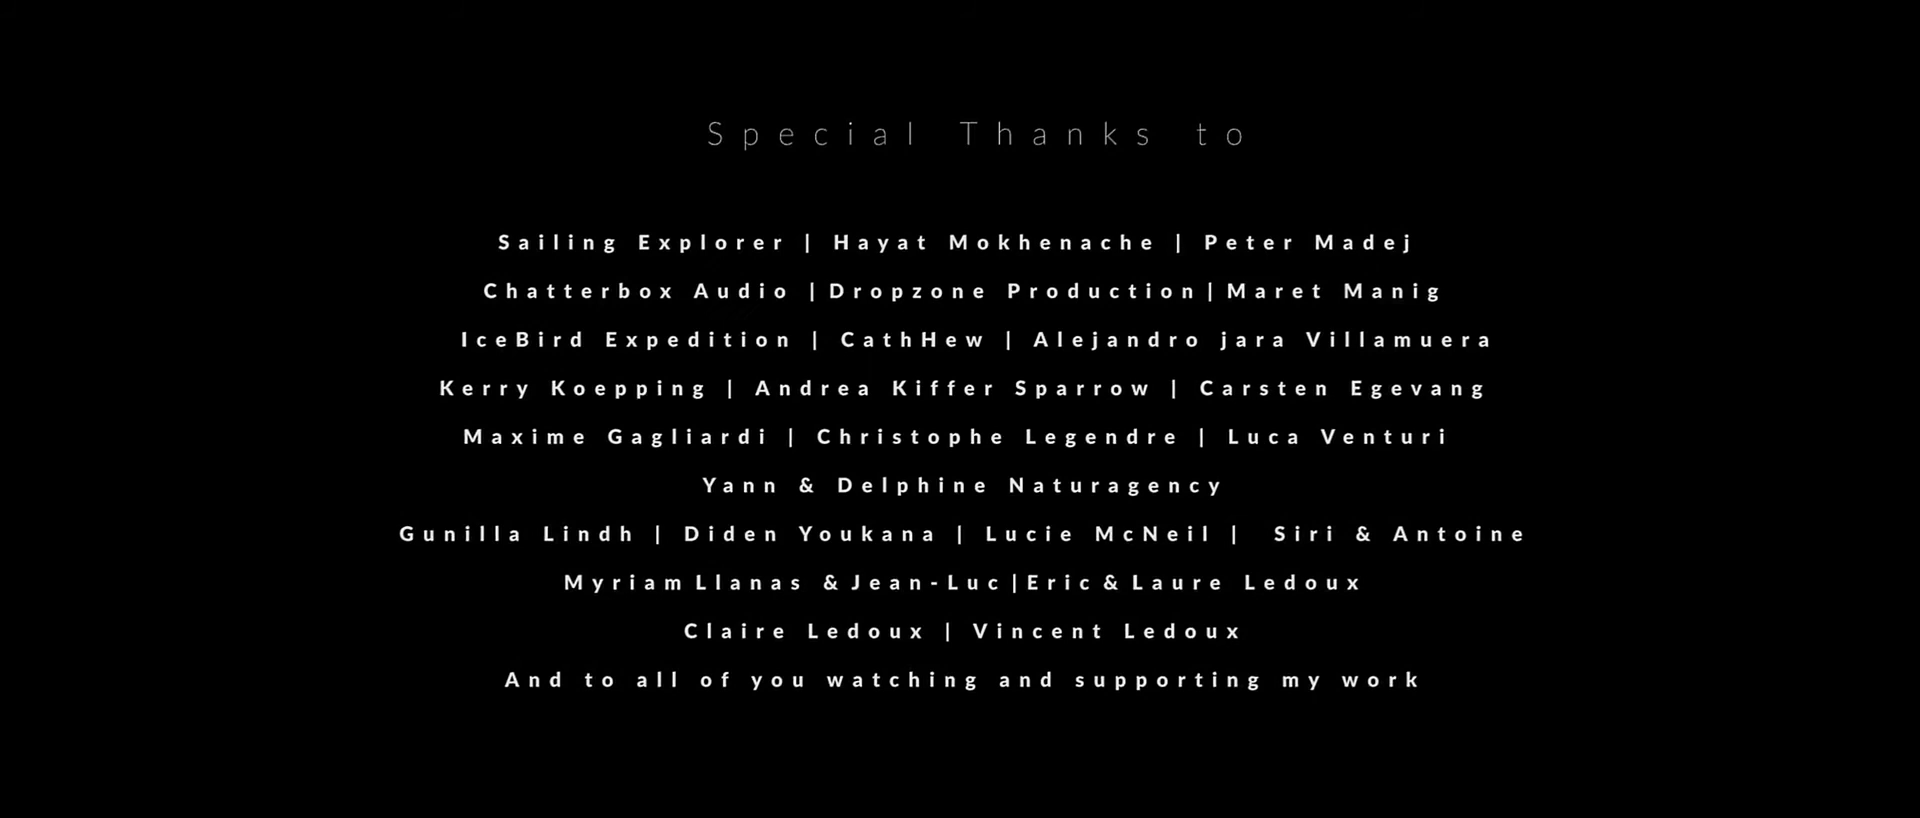 Special Thanks to
Sailing Explorer | Hayat Mokhenache | Peter Madej
Chatterbox Audio | Dropzone Production | Maret Manig
IceBird Expedition | CathHew | Alejandro jara Villamuera
Kerry Koepping | Andrea Kiffer Sparrow | Carsten Egevang
Maxime Gagliardi | Christophe Legendre | Luca Venturi
Yann & Delphine Naturagency
Gunilla Lindh | Diden Youkana | Lucie McNeil | Siri & Antoine
Myriam Llanas & Jean-Luc | Eric & Laure Ledoux
Claire Ledoux | Vincent Ledoux
And to all of you watching and supporting my work